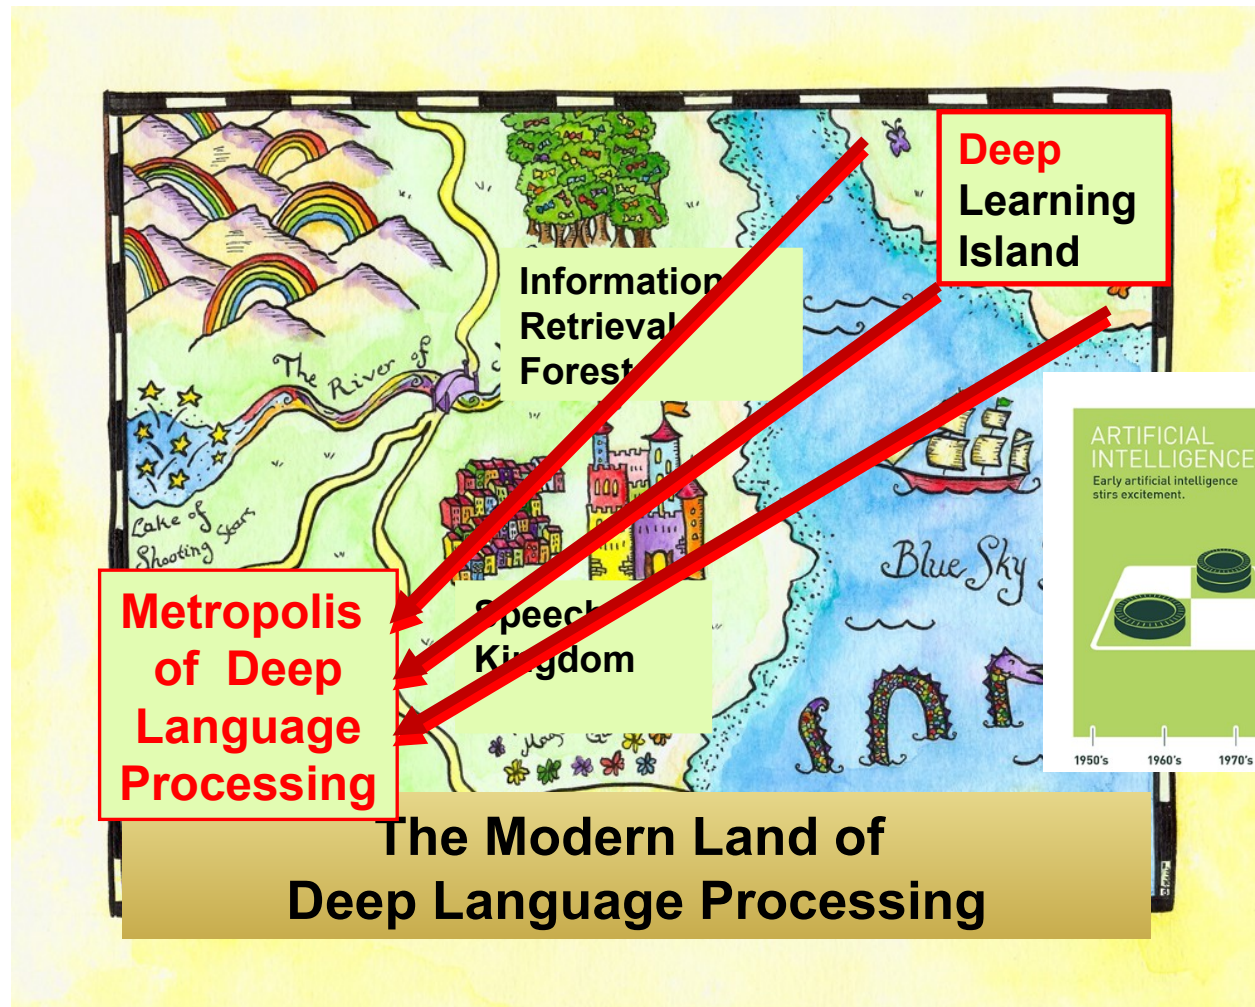 Deep
Learning
Island
Information
Retrieval
Forest
The River of
Lake of
Shooting Stars
ARTIFICIAL
INTELLIGENCE
Early artificial intelligence
stirs excitement.
Blue Sky
Speech
Kingdom
Metropolis
of Deep
Language
Processing
1950's 1960's 1970's
The Modern Land of
Deep Language Processing